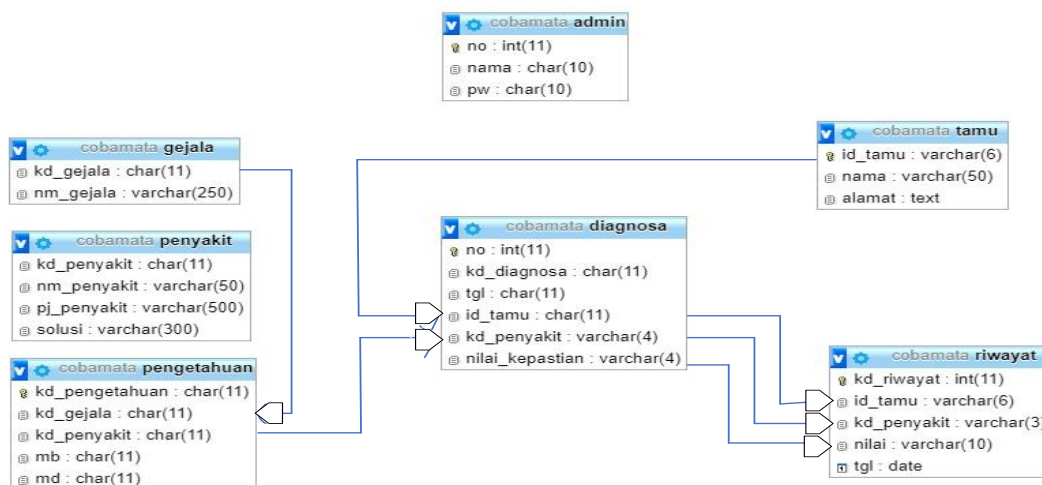 cobamata admin
no : int(11)
nama : char(10)
pw : char(10)
cobamata gejala
kd_gejala : char(11)
nm_gejala : varchar(250)
cobamata tamu
id_tamu : varchar(6)
nama : varchar(50)
alamat : text
cobamata penyakit
kd_penyakit : char(11)
nm_penyakit : varchar(50)
pj_penyakit : varchar(500)
solusi : varchar(300)
cobamata diagnosa
no : int(11)
kd_diagnosa : char(11)
tgl : char(11)
id_tamu : char(11)
kd_penyakit : varchar(4)
nilai_kepastian : varchar(4)
cobamata pengetahuan
kd_pengetahuan : char(11)
kd_gejala : char(11)
kd_penyakit : char(11)
mb : char(11)
md : char(11)
cobamata riwayat
kd_riwayat : int(11)
id_tamu : varchar(6)
kd_penyakit : varchar(3)
nilai : varchar(10)
tgl : date